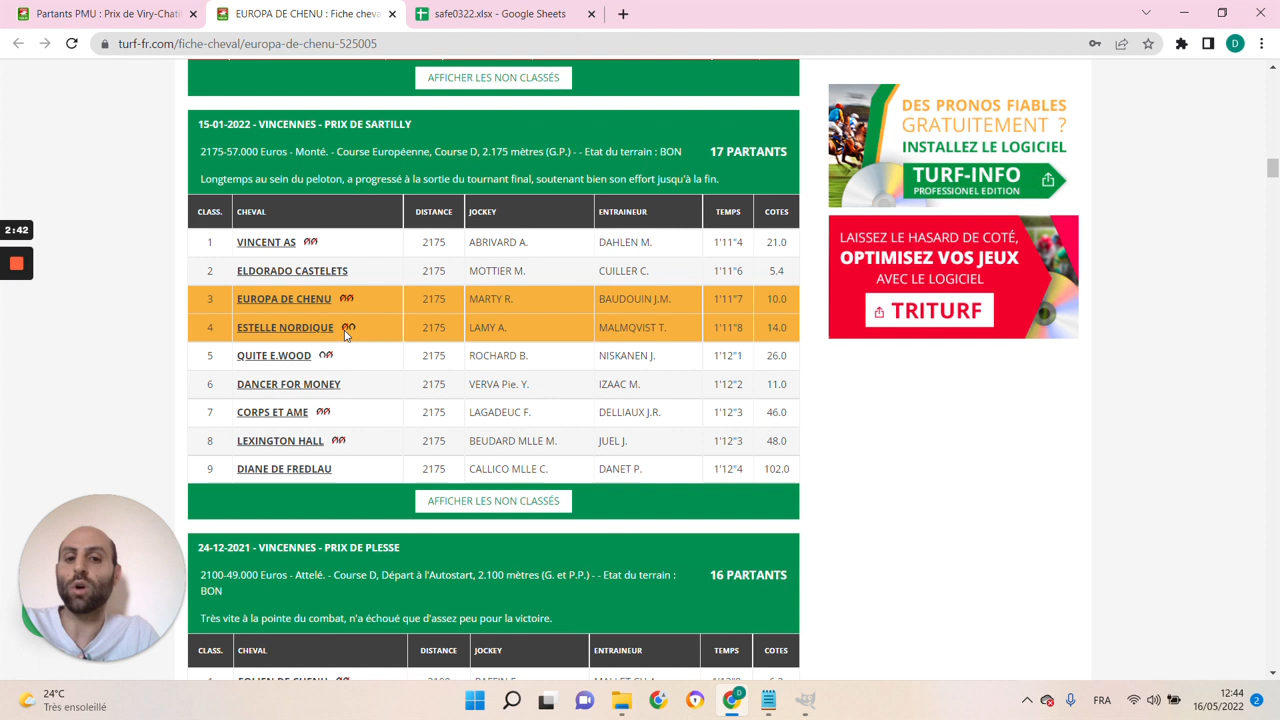 Partants PMU : Prix de Viry-Chatil
EUROPA DE CHENU : Fiche cheva
safe0322.xlsx - Google Sheets
turf-fr.com/fiche-cheval/europa-de-chenu-525005
D
AFFICHER LES NON CLASSÉS
15-01-2022 - VINCENNES - PRIX DE SARTILLY
2175-57.000 Euros - Monté. - Course Européenne, Course D, 2.175 mètres (G.P.) - - Etat du terrain : BON
17 PARTANTS
Longtemps au sein du peloton, a progressé à la sortie du tournant final, soutenant bien son effort jusqu'à la fin.
CLASS. CHEVAL DISTANCE JOCKEY ENTRAINEUR TEMPS COTES
1 VINCENT AS 2175 ABRIVARD A. DAHLEN M. 1'11"4 21.0
2 ELDORADO CASTELETS 2175 MOTTIER M. CUILLER C. 1'11"6 5.4
3 EUROPA DE CHENU 2175 MARTY R. BAUDOUIN J.M. 1'11"7 10.0
4 ESTELLE NORDIQUE 2175 LAMY A. MALMQVIST T. 1'11"8 14.0
5 QUITE E.WOOD 2175 ROCHARD B. NISKANEN J. 1'12"1 26.0
6 DANCER FOR MONEY 2175 VERVA Pie. Y. IZAAC M. 1'12"2 11.0
7 CORPS ET AME 2175 LAGADEUC F. DELLIAUX J.R. 1'12"3 46.0
8 LEXINGTON HALL 2175 BEUDARD MLLE M. JUEL J. 1'12"3 48.0
9 DIANE DE FREDLAU 2175 CALLICO MLLE C. DANET P. 1'12"4 102.0
AFFICHER LES NON CLASSÉS
24-12-2021 - VINCENNES - PRIX DE PLESSE
2100-49.000 Euros - Attelé. - Course D, Départ à l'Autostart, 2.100 mètres (G. et P.P.) - - Etat du terrain :
BON
16 PARTANTS
Très vite à la pointe du combat, n'a échoué que d'assez peu pour la victoire.
CLASS. CHEVAL DISTANCE JOCKEY ENTRAINEUR TEMPS COTES
DES PRONOS FIABLES
GRATUITEMENT ?
INSTALLEZ LE LOGICIEL
TURF-INFO
PROFESSIONEL EDITION
LAISSEZ LE HASARD DE COTÉ,
OPTIMISEZ VOS JEUX
AVEC LE LOGICIEL
TRITURF
2:42
24°C
Très ensoleillé
D
FRA
12:44
16/05/2022
2